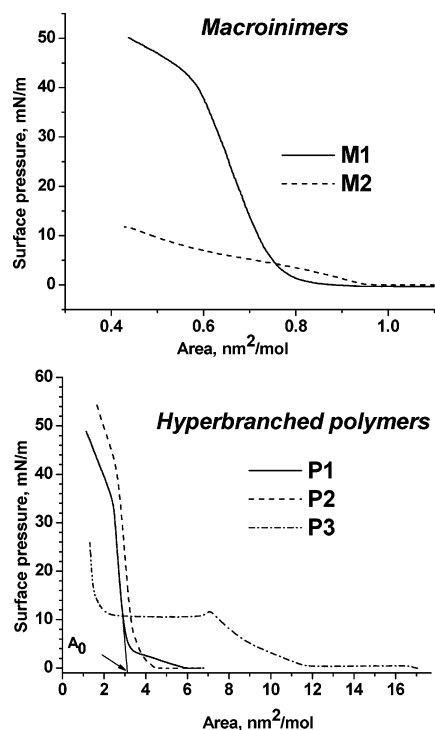 Macroinimers
50
40
30
20
10
0
Surface pressure, mN/m
M1
M2
0.4 0.6 0.8 1.0
Area, nm²/mol
Hyperbranched polymers
60
50
40
30
20
10
0
Surface pressure, mN/m
P1
P2
P3
A₀
0 2 4 6 8 10 12 14 16
Area, nm²/mol